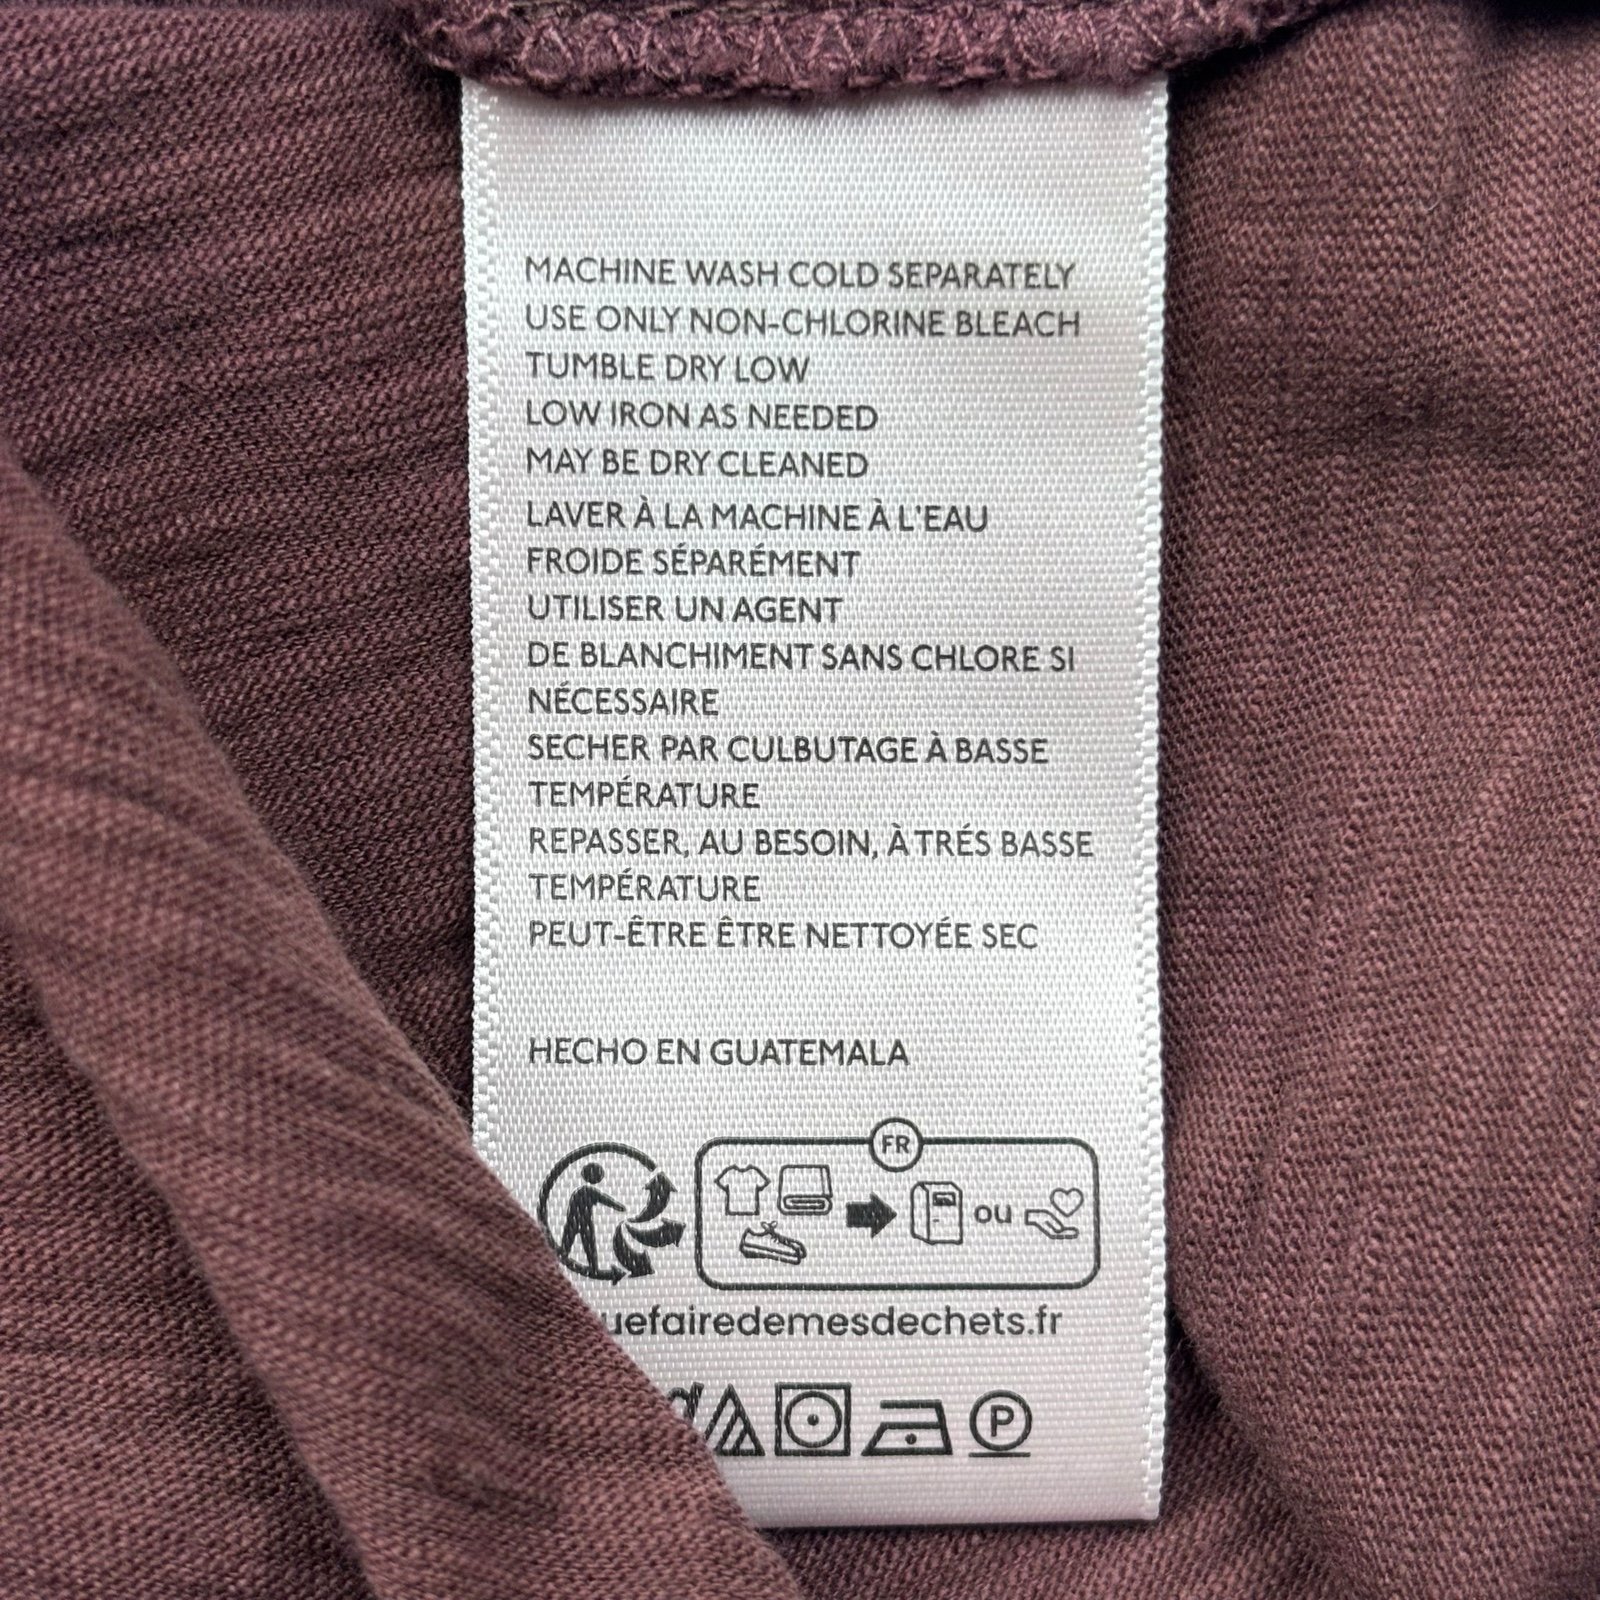 MACHINE WASH COLD SEPARATELY
USE ONLY NON-CHLORINE BLEACH
TUMBLE DRY LOW
LOW IRON AS NEEDED
MAY BE DRY CLEANED
LAVER À LA MACHINE À L'EAU
FROIDE SÉPARÉMENT
UTILISER UN AGENT
DE BLANCHIMENT SANS CHLORE SI
NÉCESSAIRE
SECHER PAR CULBUTAGE À BASSE
TEMPÉRATURE
REPASSER, AU BESOIN, À TRÉS BASSE
TEMPÉRATURE
PEUT-ÊTRE ÊTRE NETTOYÉE SEC
HECHO EN GUATEMALA
FR
ou
uefairedemesdechets.fr
P